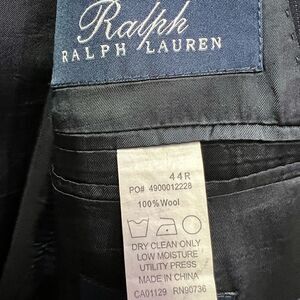 Ralph
RALPH LAUREN
44R
PO# 4900012228
100% Wool
DRY CLEAN ONLY
LOW MOISTURE
UTILITY PRESS
MADE IN CHINA
CA01129 RN90736